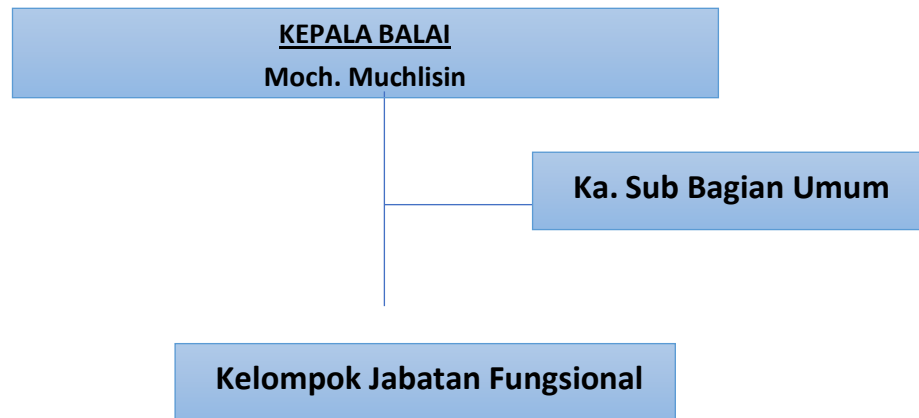 KEPALA BALAI
Moch. Muchlisin
Ka. Sub Bagian Umum
Kelompok Jabatan Fungsional